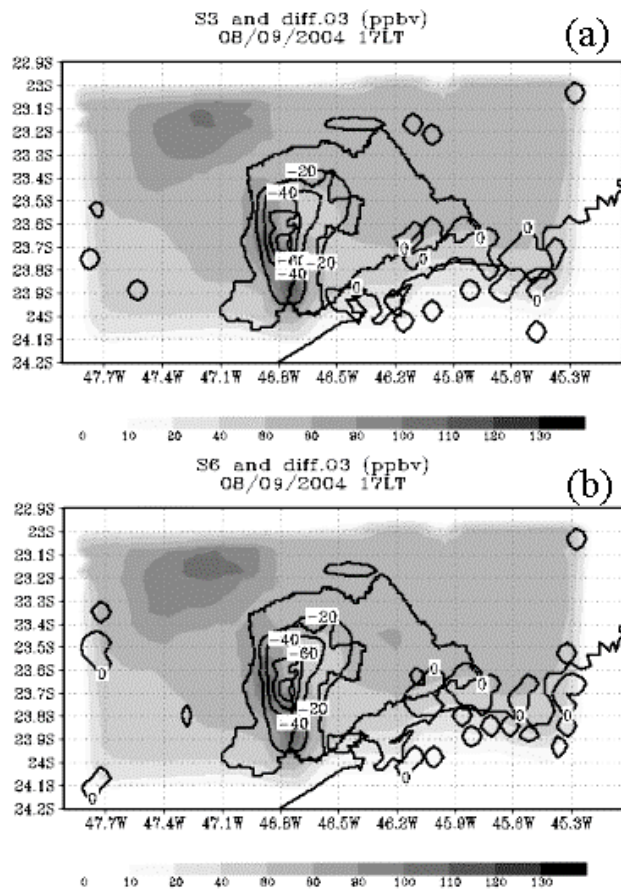 S3 and diff.O3 (ppbv) (a)
08/09/2004 17LT
22.9S
23S
23.1S
23.2S
23.3S
23.4S
-20
23.5S
-40
23.6S
0
0
23.7S
0
-60 -20
0
23.8S
-40
23.9S
0
0
24S
24.1S
24.2S
47.7W 47.4W 47.1W 46.8W 46.5W 46.2W 45.9W 45.6W 45.3W
0 10 20 40 60 80 90 100 110 120 130
S6 and diff.O3 (ppbv) (b)
08/09/2004 17LT
22.9S
23S
23.1S
23.2S
23.3S
23.4S
-20
23.5S
-40
-60
23.6S
0
0
0
23.7S
0
-20
23.8S
-40
0
23.9S
24S
0
24.1S
0
24.2S
47.7W 47.4W 47.1W 46.8W 46.5W 46.2W 45.9W 45.6W 45.3W
0 10 20 40 60 80 90 100 110 120 130